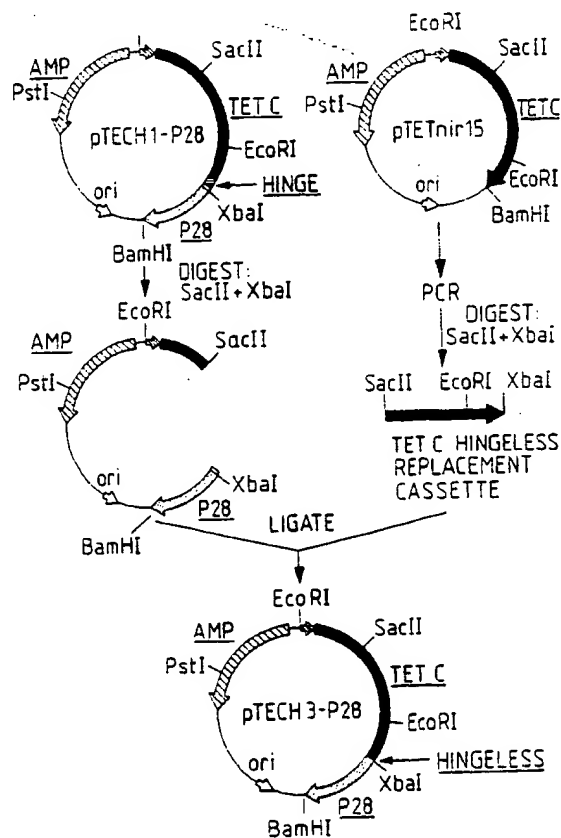 SacII
AMP
PstI
TET C
pTECH1-P28
EcoRI
ori
HINGE
XbaI
P28
BamHI
EcoRI
SacII
AMP
PstI
TETC
pTETnir15
EcoRI
ori
BamHI
DIGEST:
SacII+XbaI
PCR
DIGEST:
SacII+XbaI
EcoRI
SacII
AMP
PstI
ori
XbaI
P28
BamHI
SacII EcoRI XbaI
TET C HINGELESS
REPLACEMENT
CASSETTE
LIGATE
EcoRI
SacII
AMP
PstI
TET C
pTECH3-P28
EcoRI
ori
HINGELESS
XbaI
P28
BamHI